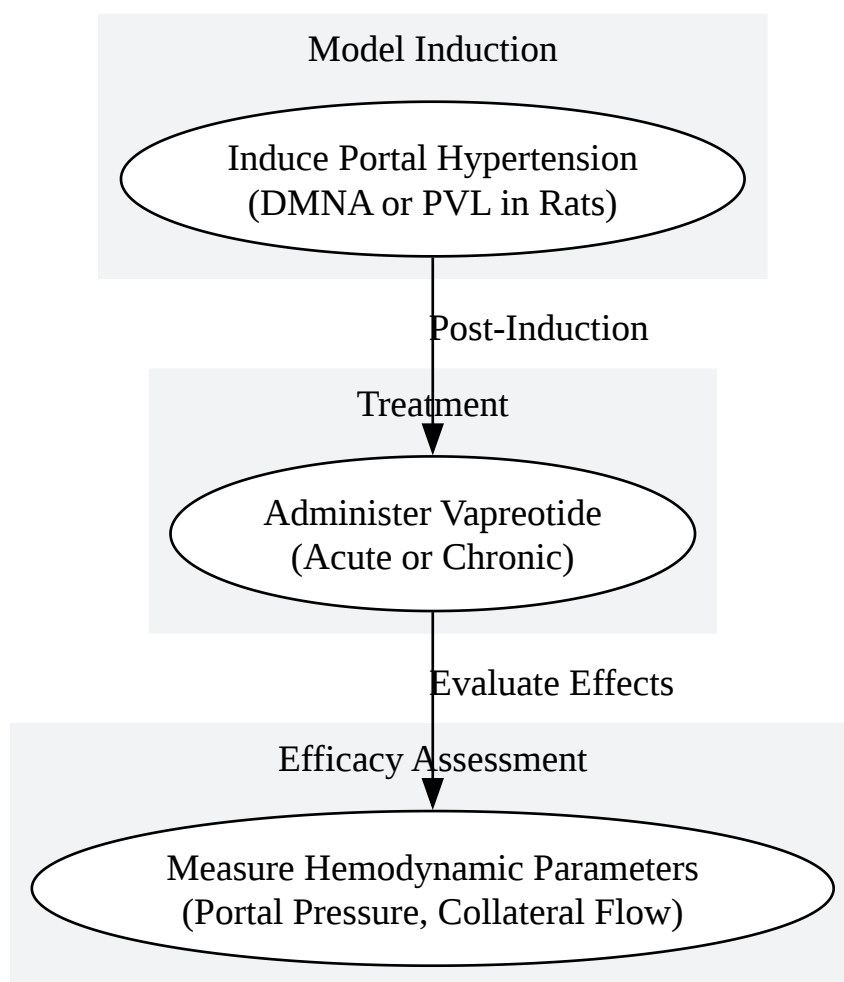 Model Induction
Induce Portal Hypertension
(DMNA or PVL in Rats)
Post-Induction
Treatment
Administer Vapreotide
(Acute or Chronic)
Evaluate Effects
Efficacy Assessment
Measure Hemodynamic Parameters
(Portal Pressure, Collateral Flow)